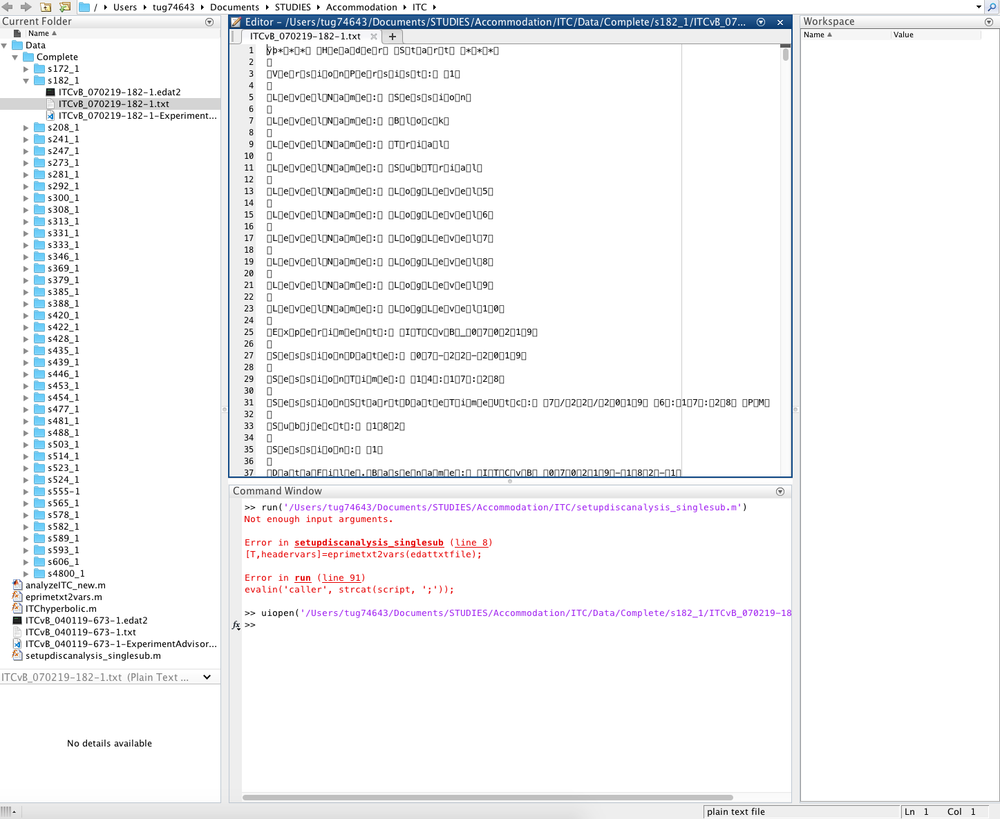 / Users tug74643 Documents STUDIES Accommodation ITC
Current Folder
Name
Data
Complete
s172_1
s182_1
ITCvB_070219-182-1.edat2
ITCvB_070219-182-1.txt
ITCvB_070219-182-1-Experiment...
s208_1
s241_1
s247_1
s273_1
s281_1
s292_1
s300_1
s308_1
s313_1
s331_1
s333_1
s346_1
s369_1
s379_1
s385_1
s388_1
s420_1
s422_1
s428_1
s435_1
s439_1
s446_1
s453_1
s454_1
s477_1
s481_1
s488_1
s503_1
s514_1
s523_1
s524_1
s555-1
s565_1
s578_1
s582_1
s589_1
s593_1
s606_1
s4800_1
analyzeITC_new.m
eprimetxt2vars.m
ITChyperbolic.m
ITCvB_040119-673-1.edat2
ITCvB_040119-673-1.txt
ITCvB_040119-673-1-ExperimentAdvisor...
setupdiscanalysis_singlesub.m
ITCvB_070219-182-1.txt (Plain Text ...
No details available
Editor - /Users/tug74643/Documents/STUDIES/Accommodation/ITC/Data/Complete/s182_1/ITCvB_07...
ITCvB_070219-182-1.txt
1 ÿþ*□*□*□ □H□e□a□d□e□r□ □S□t□a□r□t□ □*□*□*□
2 □
3 □V□e□r□s□i□o□n□P□e□r□s□i□s□t□:□ □1□
4 □
5 □L□e□v□e□l□N□a□m□e□:□ □S□e□s□s□i□o□n□
6 □
7 □L□e□v□e□l□N□a□m□e□:□ □B□l□o□c□k□
8 □
9 □L□e□v□e□l□N□a□m□e□:□ □T□r□i□a□l□
10 □
11 □L□e□v□e□l□N□a□m□e□:□ □S□u□b□T□r□i□a□l□
12 □
13 □L□e□v□e□l□N□a□m□e□:□ □L□o□g□L□e□v□e□l□5□
14 □
15 □L□e□v□e□l□N□a□m□e□:□ □L□o□g□L□e□v□e□l□6□
16 □
17 □L□e□v□e□l□N□a□m□e□:□ □L□o□g□L□e□v□e□l□7□
18 □
19 □L□e□v□e□l□N□a□m□e□:□ □L□o□g□L□e□v□e□l□8□
20 □
21 □L□e□v□e□l□N□a□m□e□:□ □L□o□g□L□e□v□e□l□9□
22 □
23 □L□e□v□e□l□N□a□m□e□:□ □L□o□g□L□e□v□e□l□1□0□
24 □
25 □E□x□p□e□r□i□m□e□n□t□:□ □I□T□C□v□B□_□0□7□0□2□1□9□
26 □
27 □S□e□s□s□i□o□n□D□a□t□e□:□ □0□7□-□2□2□-□2□0□1□9□
28 □
29 □S□e□s□s□i□o□n□T□i□m□e□:□ □1□4□:□1□7□:□2□8□
30 □
31 □S□e□s□s□i□o□n□S□t□a□r□t□D□a□t□e□T□i□m□e□U□t□c□:□ □7□/□2□2□/□2□0□1□9□ □6□:□1□7□:□2□8□ □P□M□
32 □
33 □S□u□b□j□e□c□t□:□ □1□8□2□
34 □
35 □S□e□s□s□i□o□n□:□ □1□
36 □
37 □D□a□t□a□F□i□l□e□.□B□a□s□e□n□a□m□e□:□ □I□T□C□v□B□_□0□7□0□2□1□9□-□1□8□2□-□1□
Command Window
>> run('/Users/tug74643/Documents/STUDIES/Accommodation/ITC/setupdiscanalysis_singlesub.m')
Not enough input arguments.
Error in setupdiscanalysis_singlesub (line 8)
[T,headervars]=eprimetxt2vars(edattxtfile);
Error in run (line 91)
evalin('caller', strcat(script, ';'));
>> uiopen('/Users/tug74643/Documents/STUDIES/Accommodation/ITC/Data/Complete/s182_1/ITCvB_070219-18
fx >>
Workspace
Name Value
plain text file Ln 1 Col 1